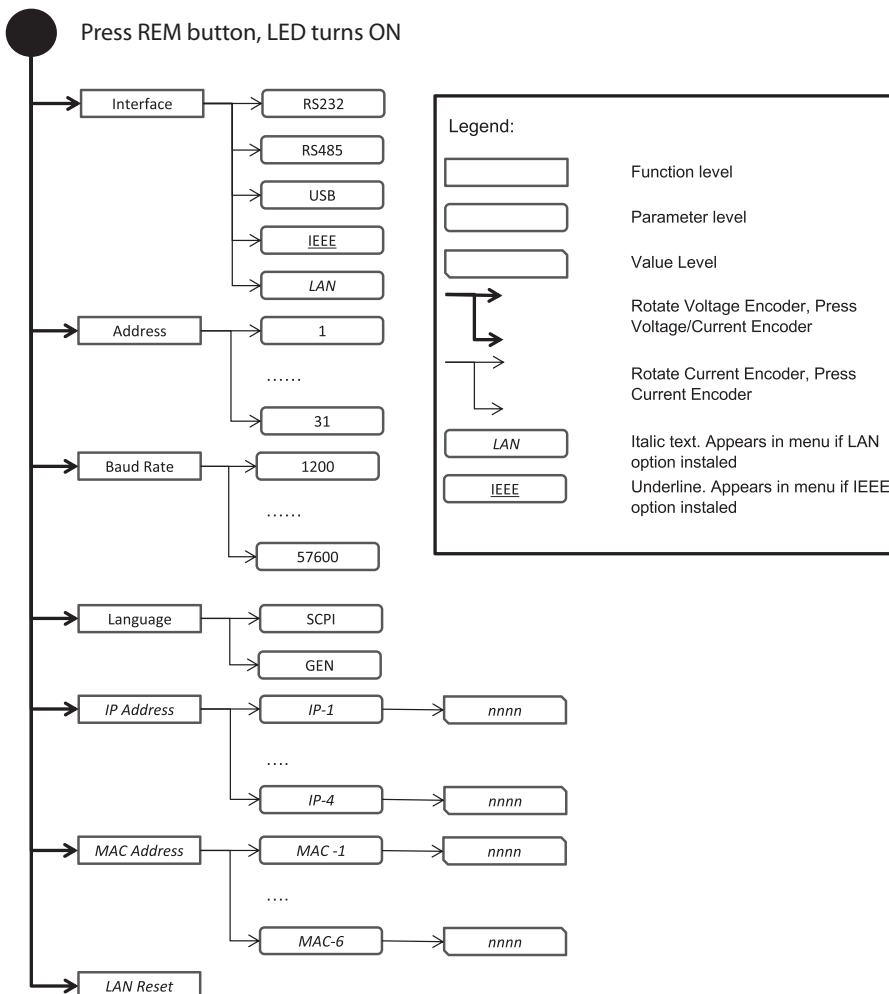 Press REM button, LED turns ON
Interface
RS232
RS485
USB
IEEE
LAN
Address
1
......
31
Baud Rate
1200
......
57600
Language
SCPI
GEN
IP Address
IP-1
nnnn
....
IP-4
nnnn
MAC Address
MAC -1
nnnn
....
MAC-6
nnnn
LAN Reset
Legend:
Function level
Parameter level
Value Level
Rotate Voltage Encoder, Press
Voltage/Current Encoder
Rotate Current Encoder, Press
Current Encoder
LAN
Italic text. Appears in menu if LAN
option instaled
IEEE
Underline. Appears in menu if IEEE
option instaled